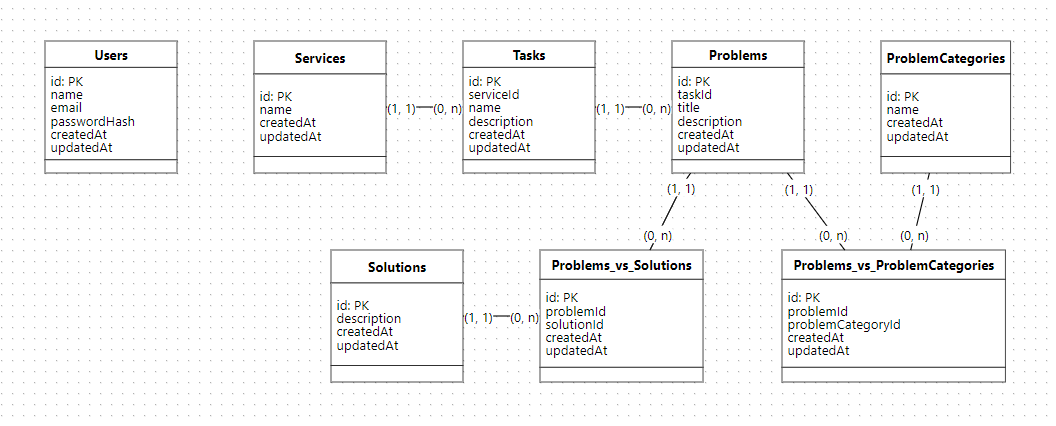 Users
id: PK
name
email
passwordHash
createdAt
updatedAt
Services
id: PK
name
createdAt
updatedAt
(1, 1)
(0, n)
Tasks
id: PK
serviceId
name
description
createdAt
updatedAt
(1, 1)
(0, n)
Problems
id: PK
taskId
title
description
createdAt
updatedAt
ProblemCategories
id: PK
name
createdAt
updatedAt
(1, 1)
(1, 1)
(1, 1)
(0, n)
(0, n)
(0, n)
Solutions
id: PK
description
createdAt
updatedAt
(1, 1)
(0, n)
Problems_vs_Solutions
id: PK
problemId
solutionId
createdAt
updatedAt
Problems_vs_ProblemCategories
id: PK
problemId
problemCategoryId
createdAt
updatedAt